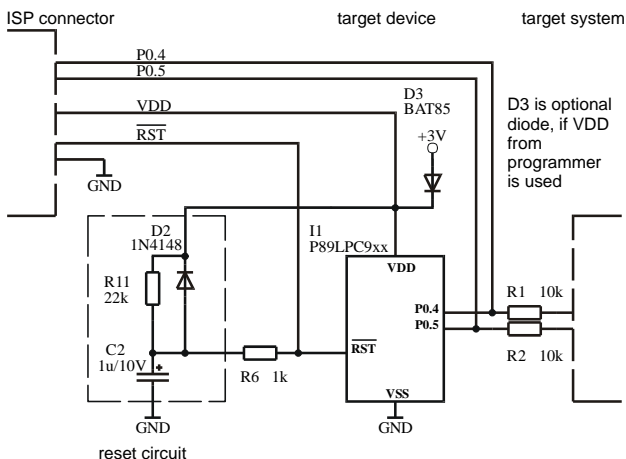 ISP connector
target device
target system
P0.4
P0.5
VDD
RST
GND
D3
BAT85
+3V
D3 is optional
diode, if VDD
from
programmer
is used
D2
1N4148
I1
P89LPC9xx
VDD
R11
22k
P0.4
P0.5
R1 10k
R2 10k
C2
1u/10V
+
R6 1k
RST
VSS
GND
GND
reset circuit